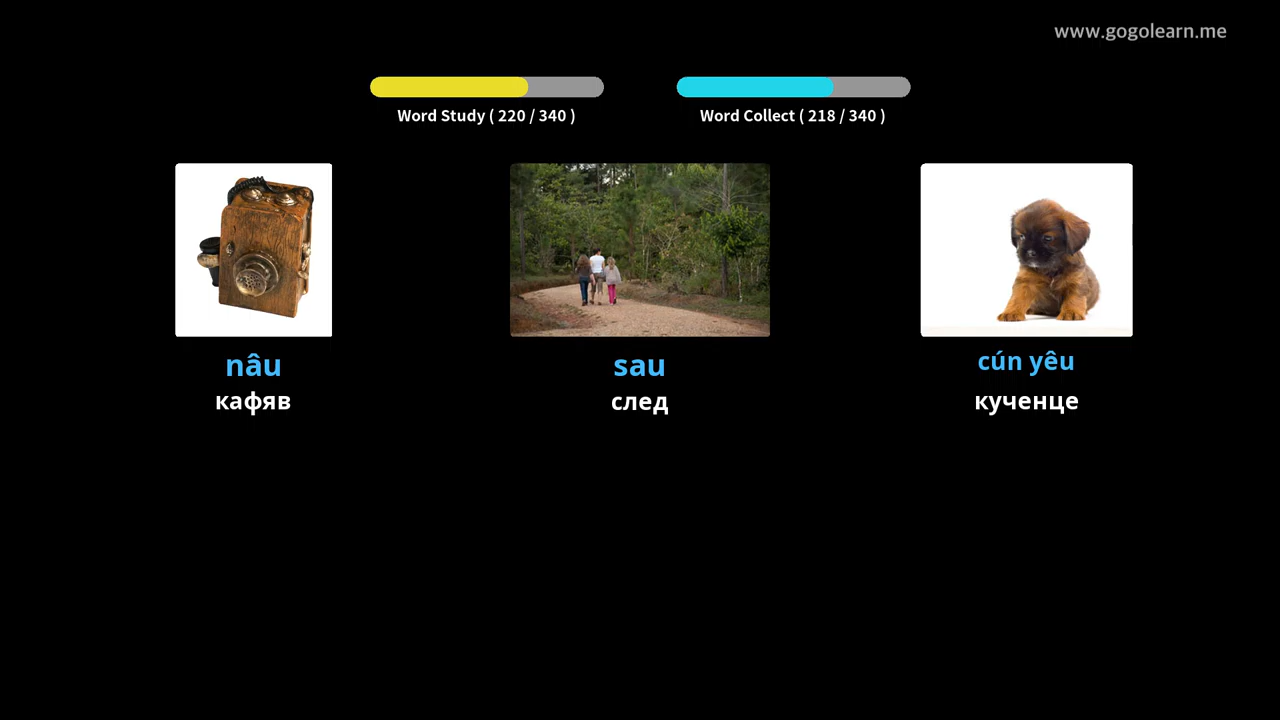 www.gogolearn.me
Word Study ( 220 / 340 )
Word Collect ( 218 / 340 )
nâu
sau
cún yêu
кафяв
след
кученце